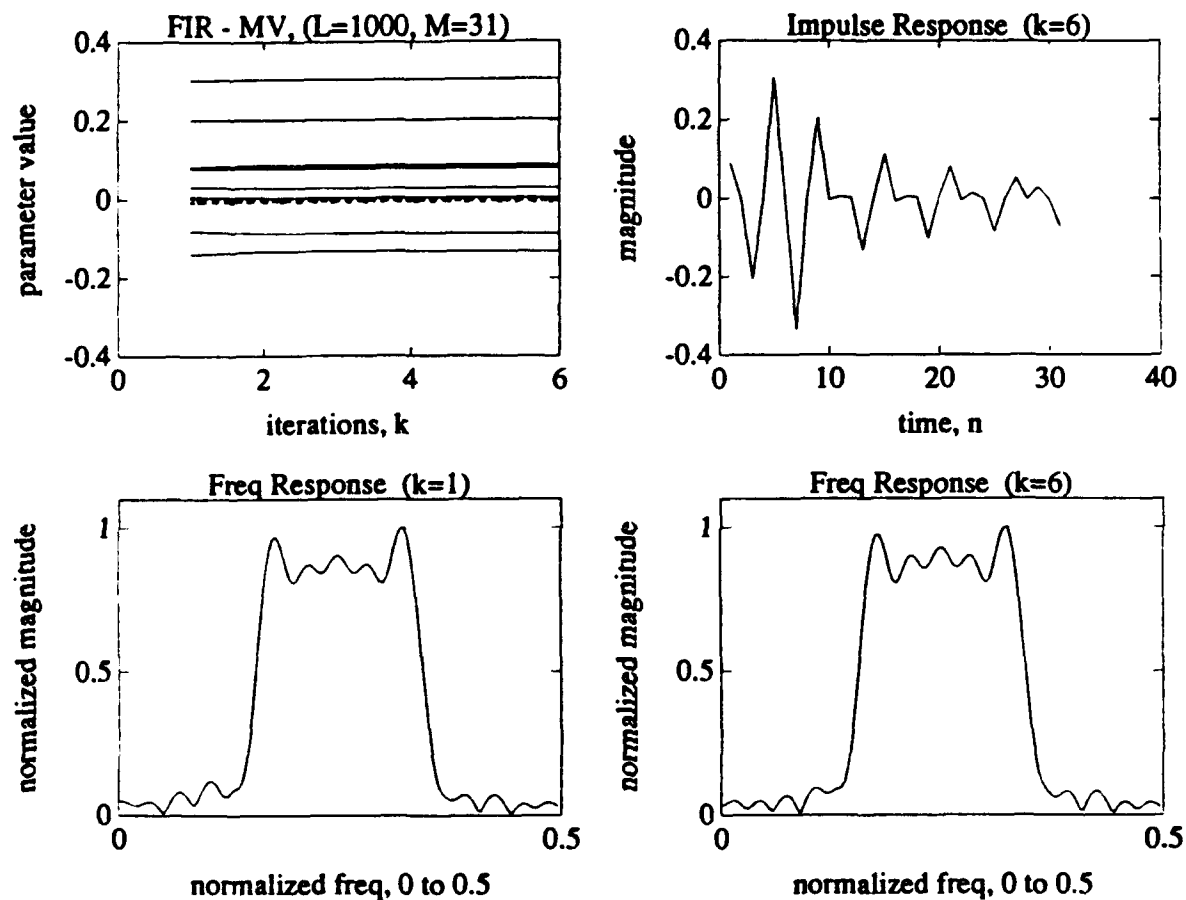 FIR - MV, (L=1000, M=31)
0.4
0.2
0
-0.2
-0.4
parameter value
0
2
4
6
iterations, k
Impulse Response (k=6)
0.4
0.2
0
-0.2
-0.4
magnitude
0
10
20
30
40
time, n
Freq Response (k=1)
1
0.5
0
normalized magnitude
0
0.5
normalized freq, 0 to 0.5
Freq Response (k=6)
1
0.5
0
normalized magnitude
0
0.5
normalized freq, 0 to 0.5